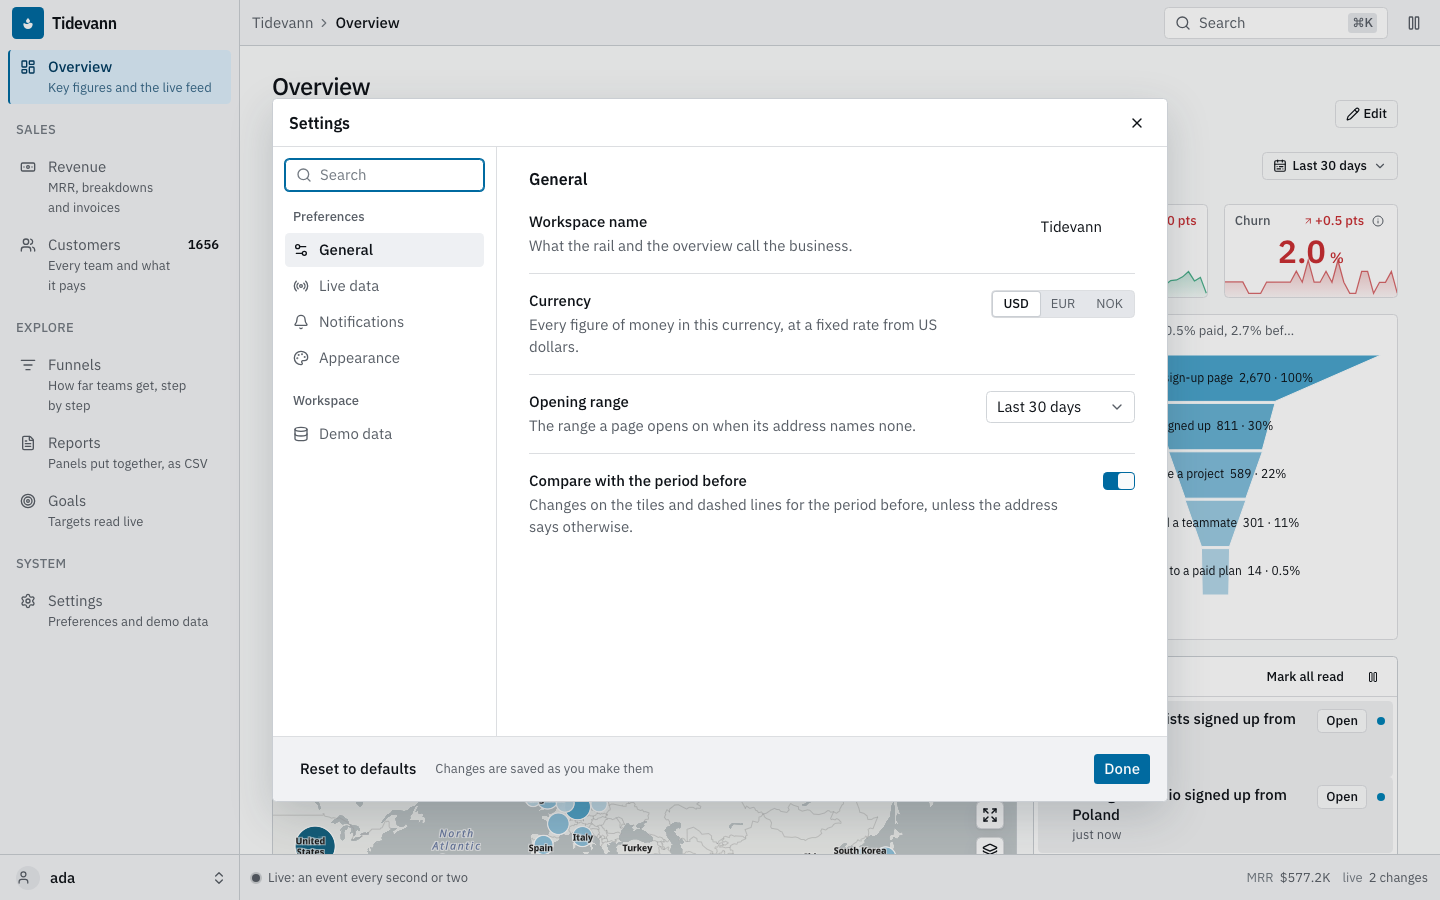 Tidevann
Tidevann > Overview
Search
⌘K
Overview
Key figures and the live feed
SALES
Revenue
MRR, breakdowns
and invoices
Customers
1656
Every team and what
it pays
EXPLORE
Funnels
How far teams get, step
by step
Reports
Panels put together, as CSV
Goals
Targets read live
SYSTEM
Settings
Preferences and demo data
ada
Overview
Edit
Last 30 days
0 pts
Churn
+0.5 pts
2.0 %
0.5% paid, 2.7% bef...
sign-up page 2,670 · 100%
gned up 811 · 30%
e a project 589 · 22%
d a teammate 301 · 11%
to a paid plan 14 · 0.5%
Mark all read
ists signed up from
Open
io signed up from
Poland
just now
Open
Settings
Search
Preferences
General
Live data
Notifications
Appearance
Workspace
Demo data
General
Workspace name
What the rail and the overview call the business.
Tidevann
Currency
Every figure of money in this currency, at a fixed rate from US
dollars.
USD
EUR
NOK
Opening range
The range a page opens on when its address names none.
Last 30 days
Compare with the period before
Changes on the tiles and dashed lines for the period before, unless the address
says otherwise.
Reset to defaults
Changes are saved as you make them
Done
United
States
North
Atlantic
Spain
Italy
Turkey
South Korea
Live: an event every second or two
MRR $577.2K
live 2 changes